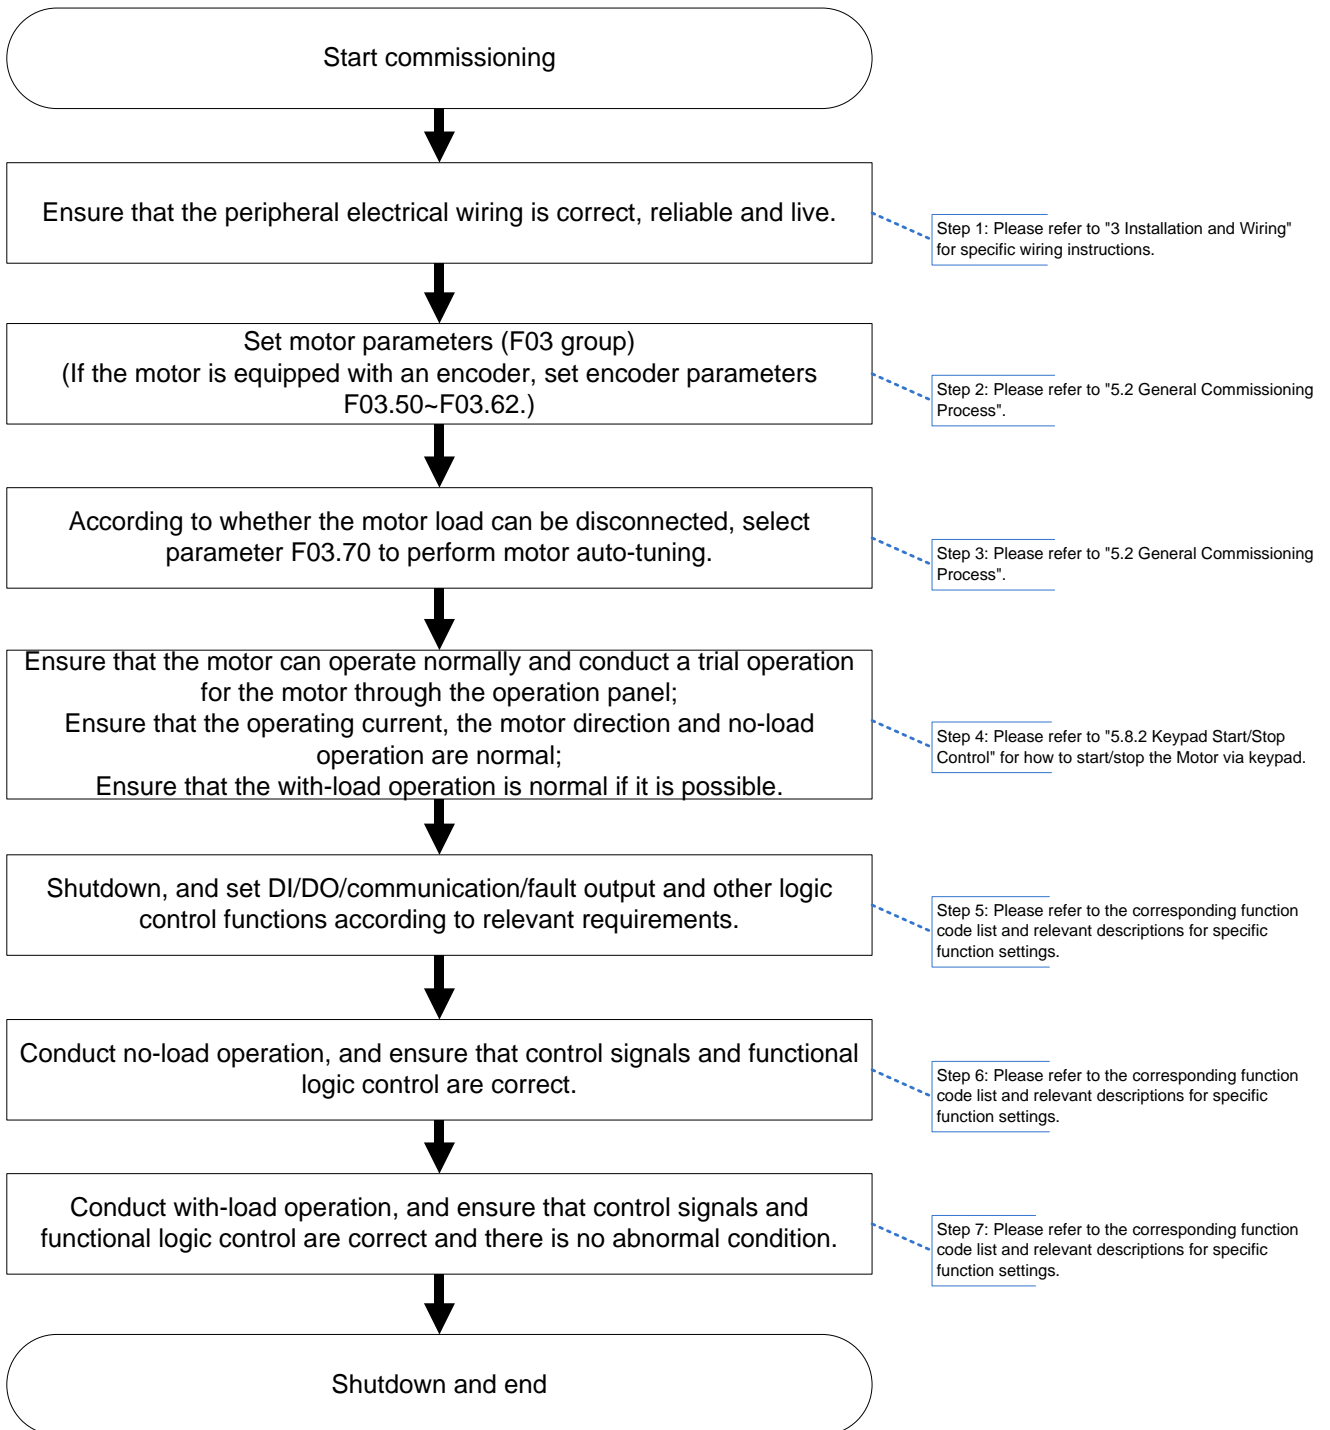 Start commissioning
Ensure that the peripheral electrical wiring is correct, reliable and live.
Step 1: Please refer to "3 Installation and Wiring"
for specific wiring instructions.
Set motor parameters (F03 group)
(If the motor is equipped with an encoder, set encoder parameters
F03.50~F03.62.)
Step 2: Please refer to "5.2 General Commissioning
Process".
According to whether the motor load can be disconnected, select
parameter F03.70 to perform motor auto-tuning.
Step 3: Please refer to "5.2 General Commissioning
Process".
Ensure that the motor can operate normally and conduct a trial operation
for the motor through the operation panel;
Ensure that the operating current, the motor direction and no-load
operation are normal;
Ensure that the with-load operation is normal if it is possible.
Step 4: Please refer to "5.8.2 Keypad Start/Stop
Control" for how to start/stop the Motor via keypad.
Shutdown, and set DI/DO/communication/fault output and other logic
control functions according to relevant requirements.
Step 5: Please refer to the corresponding function
code list and relevant descriptions for specific
function settings.
Conduct no-load operation, and ensure that control signals and functional
logic control are correct.
Step 6: Please refer to the corresponding function
code list and relevant descriptions for specific
function settings.
Conduct with-load operation, and ensure that control signals and
functional logic control are correct and there is no abnormal condition.
Step 7: Please refer to the corresponding function
code list and relevant descriptions for specific
function settings.
Shutdown and end